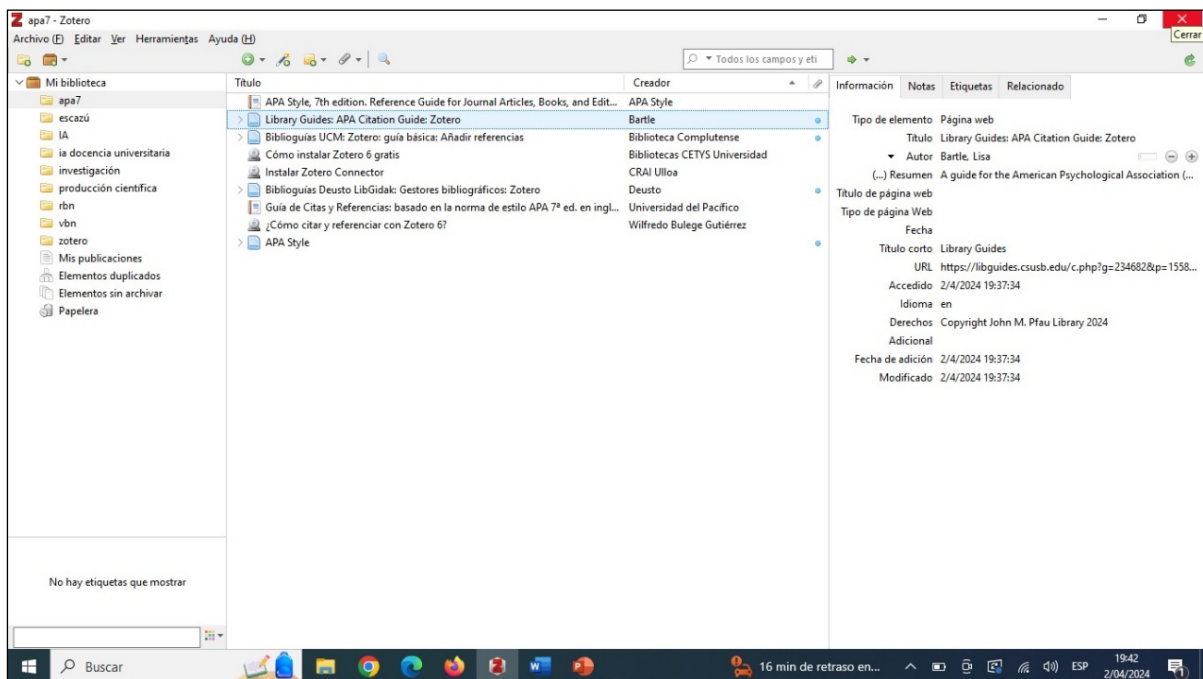 apa7 - Zotero
Cerrar
Archivo (F) Editar Ver Herramientas Ayuda (H)
Todos los campos y eti
Mi biblioteca
apa7
escazú
IA
ia docencia universitaria
investigación
producción científica
rbn
vbn
zotero
Mis publicaciones
Elementos duplicados
Elementos sin archivar
Papelera
No hay etiquetas que mostrar
Título Creador
APA Style, 7th edition. Reference Guide for Journal Articles, Books, and Edit... APA Style
Library Guides: APA Citation Guide: Zotero Bartle
Biblioguías UCM: Zotero: guía básica: Añadir referencias Biblioteca Complutense
Cómo instalar Zotero 6 gratis Bibliotecas CETYS Universidad
Instalar Zotero Connector CRAI Ulloa
Biblioguías Deusto LibGidak: Gestores bibliográficos: Zotero Deusto
Guía de Citas y Referencias: basado en la norma de estilo APA 7ª ed. en ingl... Universidad del Pacífico
¿Cómo citar y referenciar con Zotero 6? Wilfredo Bulege Gutiérrez
APA Style
Información Notas Etiquetas Relacionado
Tipo de elemento Página web
Título Library Guides: APA Citation Guide: Zotero
Autor Bartle, Lisa
(...) Resumen A guide for the American Psychological Association (...
Título de página web
Tipo de página Web
Fecha
Título corto Library Guides
URL https://libguides.csusb.edu/c.php?g=234682&p=1558...
Accedido 2/4/2024 19:37:34
Idioma en
Derechos Copyright John M. Pfau Library 2024
Adicional
Fecha de adición 2/4/2024 19:37:34
Modificado 2/4/2024 19:37:34
Buscar
16 min de retraso en...
ESP
19:42
2/04/2024